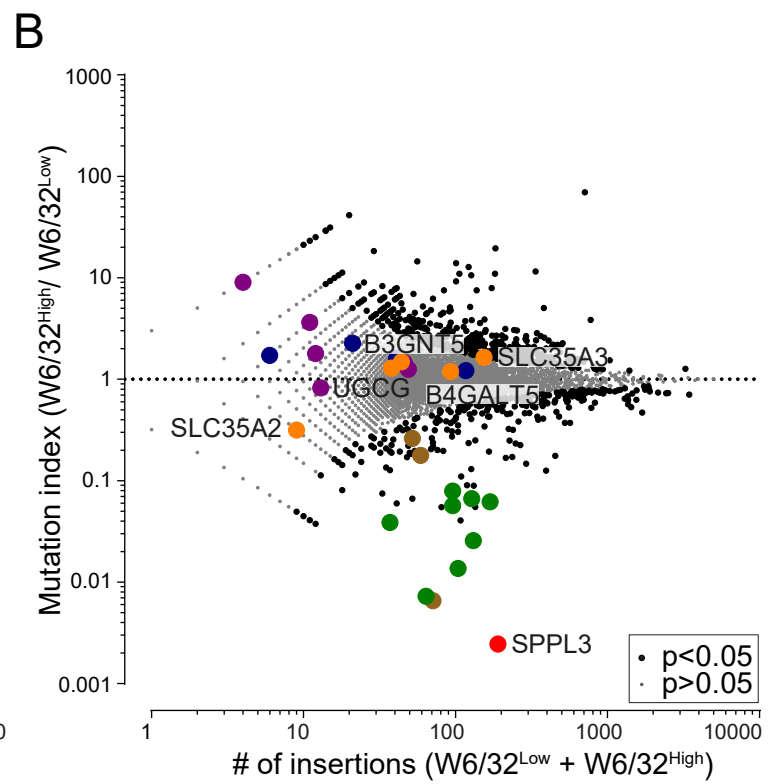 B
Mutation index (W6/32High/ W6/32Low)
1000
100
10
1
0.1
0.01
0.001
B3GNT5
SLC35A3
UGCG
B4GALT5
SLC35A2
SPPL3
p<0.05
p>0.05
0
1
10
100
1000
10000
# of insertions (W6/32Low + W6/32High)